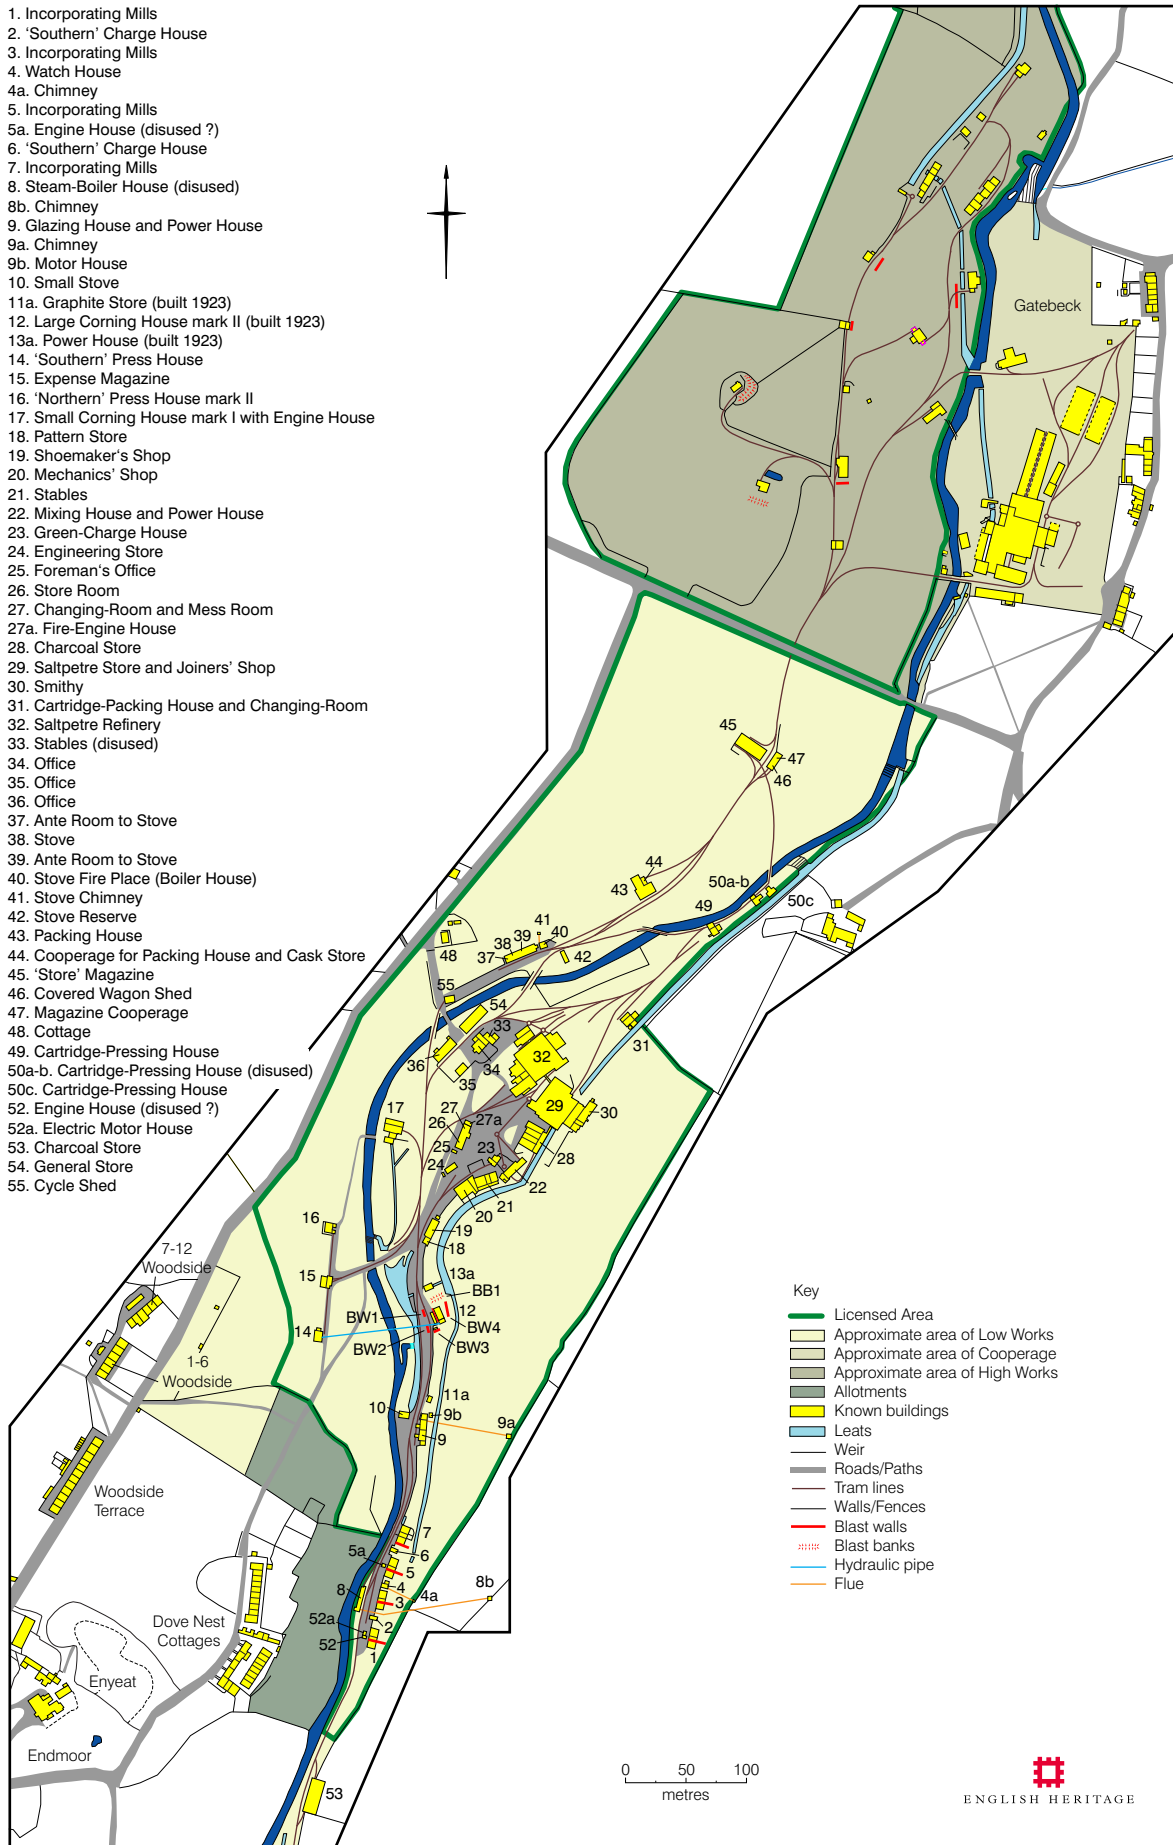 1. Incorporating Mills
2. ‘Southern’ Charge House
3. Incorporating Mills
4. Watch House
4a. Chimney
5. Incorporating Mills
5a. Engine House (disused ?)
6. ‘Southern’ Charge House
7. Incorporating Mills
8. Steam-Boiler House (disused)
8b. Chimney
9. Glazing House and Power House
9a. Chimney
9b. Motor House
10. Small Stove
11a. Graphite Store (built 1923)
12. Large Corning House mark II (built 1923)
13a. Power House (built 1923)
14. ‘Southern’ Press House
15. Expense Magazine
16. ‘Northern’ Press House mark II
17. Small Corning House mark I with Engine House
18. Pattern Store
19. Shoemaker‘s Shop
20. Mechanics’ Shop
21. Stables
22. Mixing House and Power House
23. Green-Charge House
24. Engineering Store
25. Foreman‘s Office
26. Store Room
27. Changing-Room and Mess Room
27a. Fire-Engine House
28. Charcoal Store
29. Saltpetre Store and Joiners’ Shop
30. Smithy
31. Cartridge-Packing House and Changing-Room
32. Saltpetre Refinery
33. Stables (disused)
34. Office
35. Office
36. Office
37. Ante Room to Stove
38. Stove
39. Ante Room to Stove
40. Stove Fire Place (Boiler House)
41. Stove Chimney
42. Stove Reserve
43. Packing House
44. Cooperage for Packing House and Cask Store
45. ‘Store’ Magazine
46. Covered Wagon Shed
47. Magazine Cooperage
48. Cottage
49. Cartridge-Pressing House
50a-b. Cartridge-Pressing House (disused)
50c. Cartridge-Pressing House
52. Engine House (disused ?)
52a. Electric Motor House
53. Charcoal Store
54. General Store
55. Cycle Shed
Gatebeck
45
47
46
44
43
50a-b
50c
49
41
39
40
38
37
42
48
55
54
33
36
32
34
35
31
17
27
27a
29
30
26
25
23
28
24
22
21
20
16
19
18
7-12
Woodside
13a
15
BB1
BW1
12
BW4
14
BW2
BW3
1-6
Woodside
11a
10
9b
9a
9
Woodside
Terrace
7
5a
6
5
8
4
4a
8b
3
52a
2
52
1
Dove Nest
Cottages
Enyeat
Endmoor
53
Key
Licensed Area
Approximate area of Low Works
Approximate area of Cooperage
Approximate area of High Works
Allotments
Known buildings
Leats
Weir
Roads/Paths
Tram lines
Walls/Fences
Blast walls
Blast banks
Hydraulic pipe
Flue
0 50 100
metres
ENGLISH HERITAGE